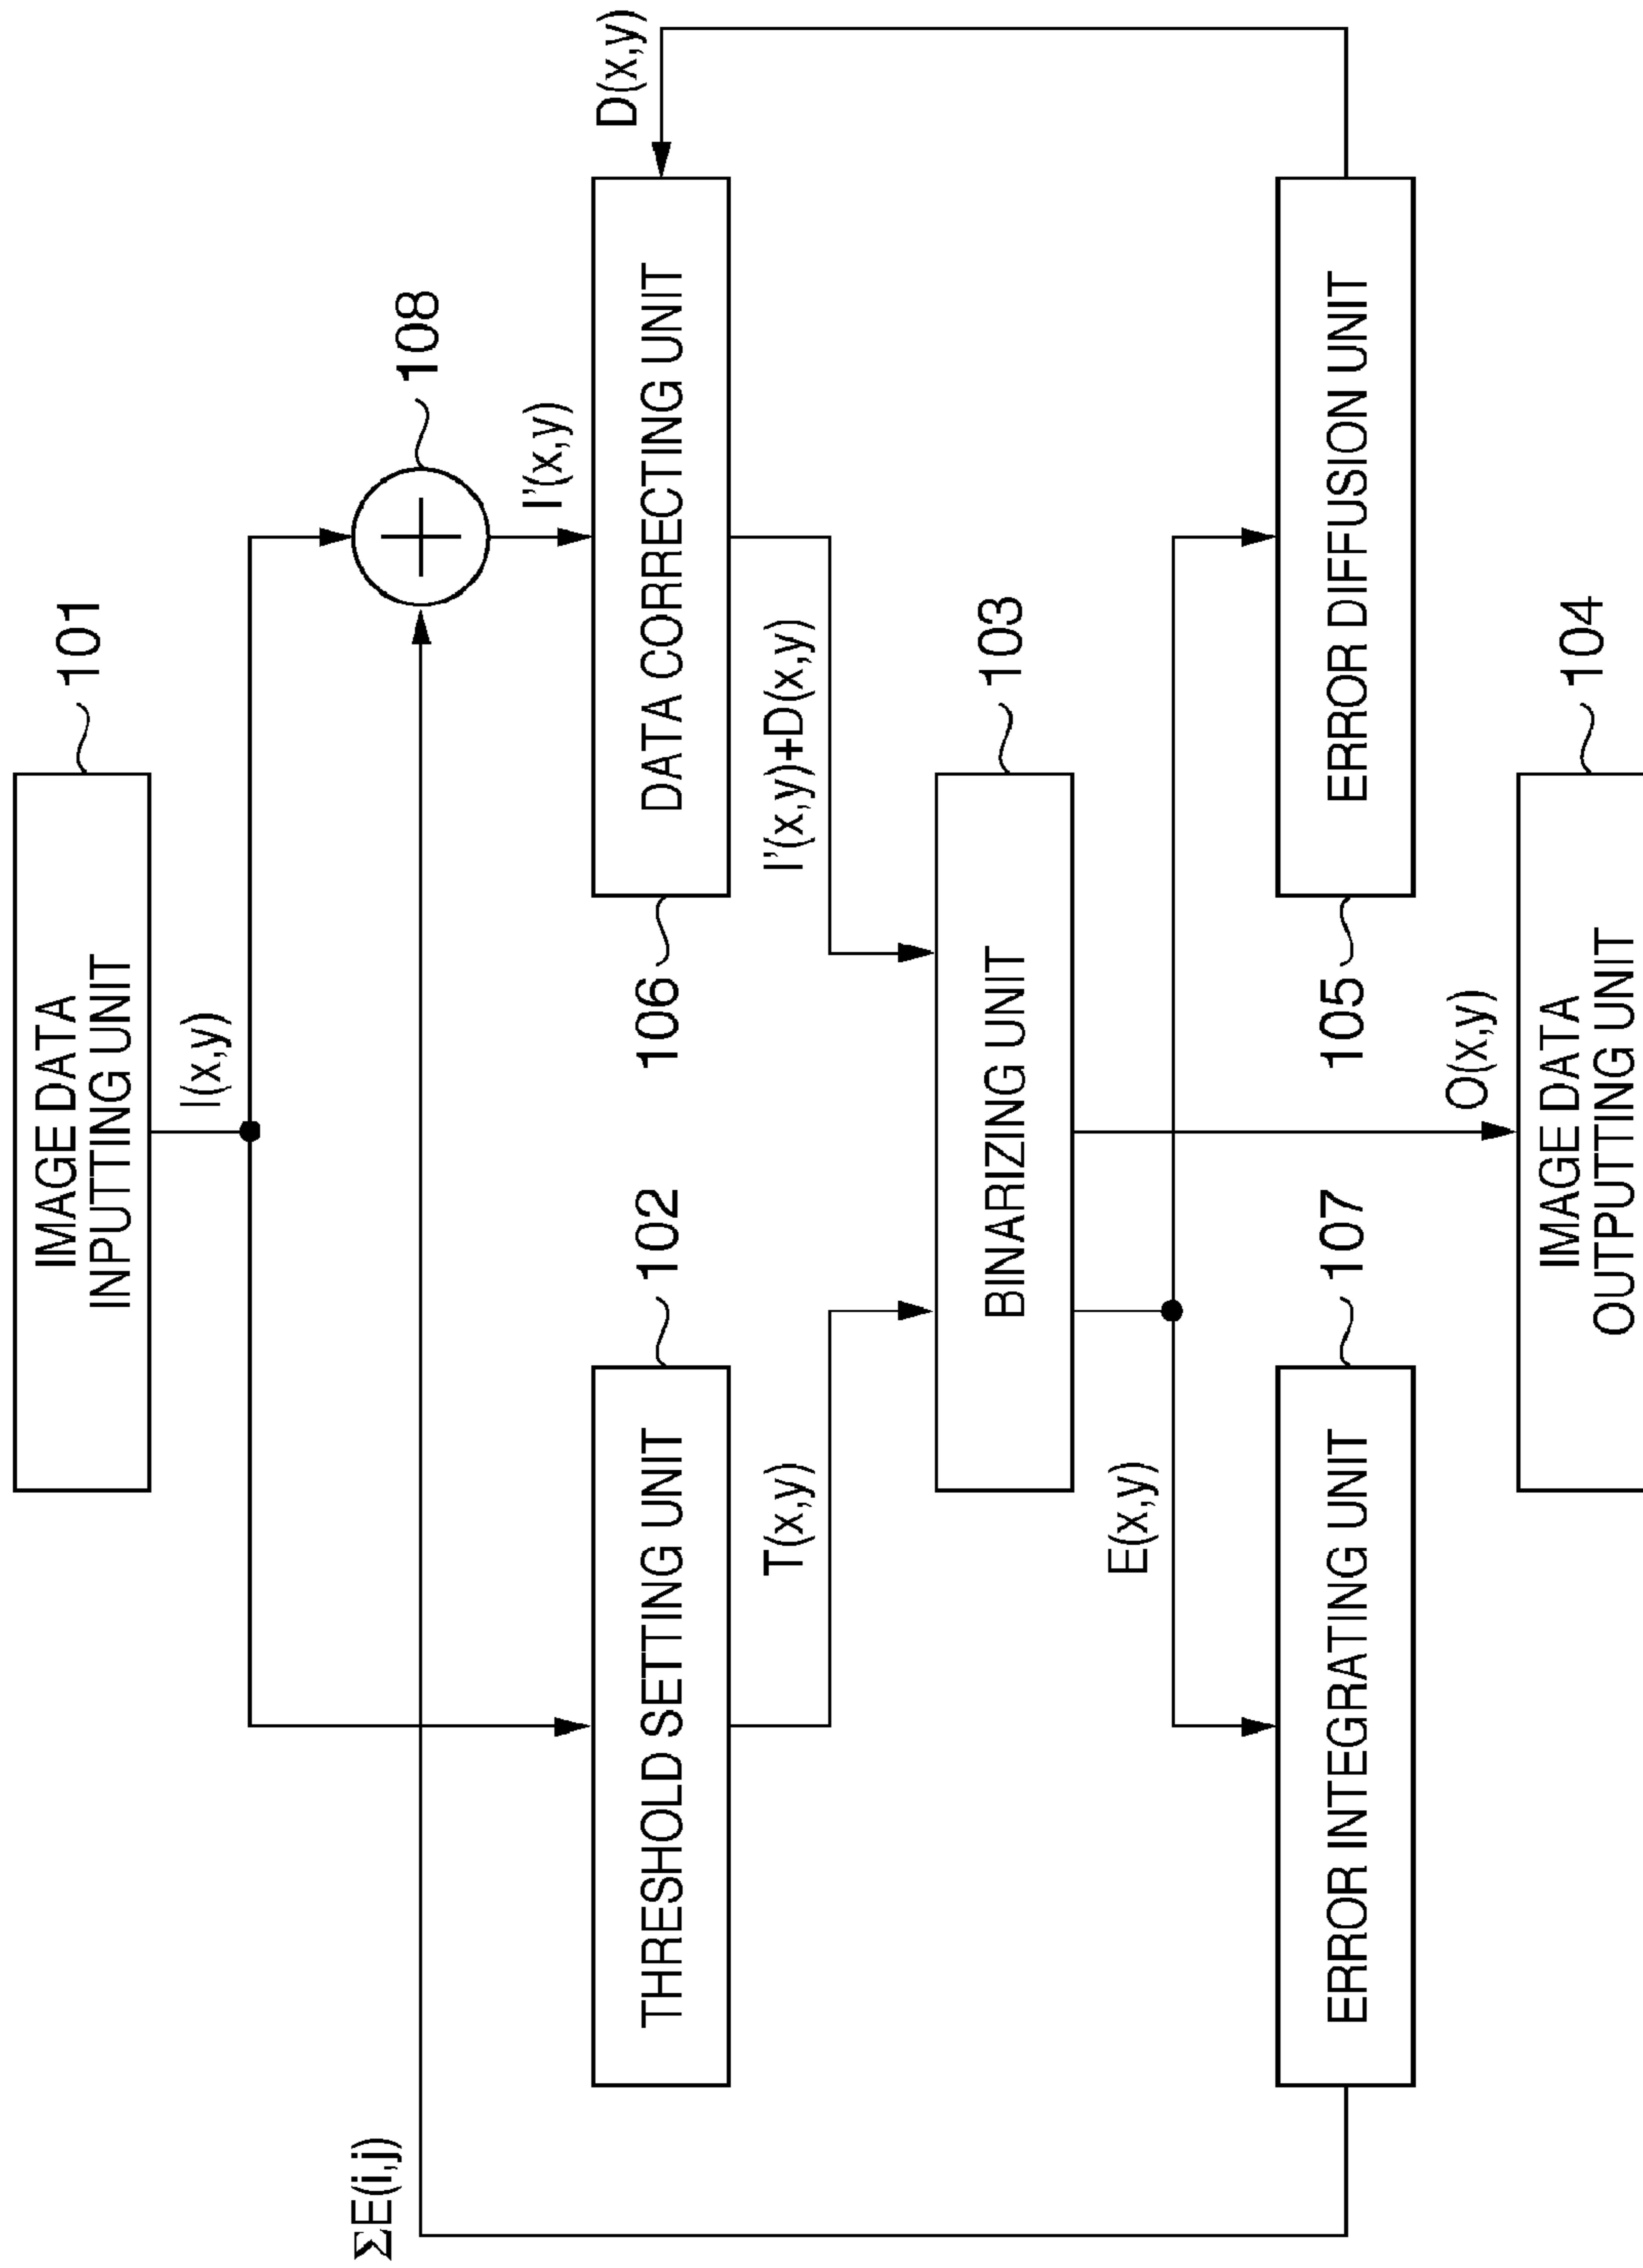 IMAGE DATA
INPUTTING UNIT
101
I(x,y)
ΣE(i,j)
108
I'(x,y)
D(x,y)
THRESHOLD SETTING UNIT
102
DATA CORRECTING UNIT
106
T(x,y)
I'(x,y)+D(x,y)
BINARIZING UNIT
103
E(x,y)
ERROR INTEGRATING UNIT
107
ERROR DIFFUSION UNIT
105
O(x,y)
IMAGE DATA
OUTPUTTING UNIT
104